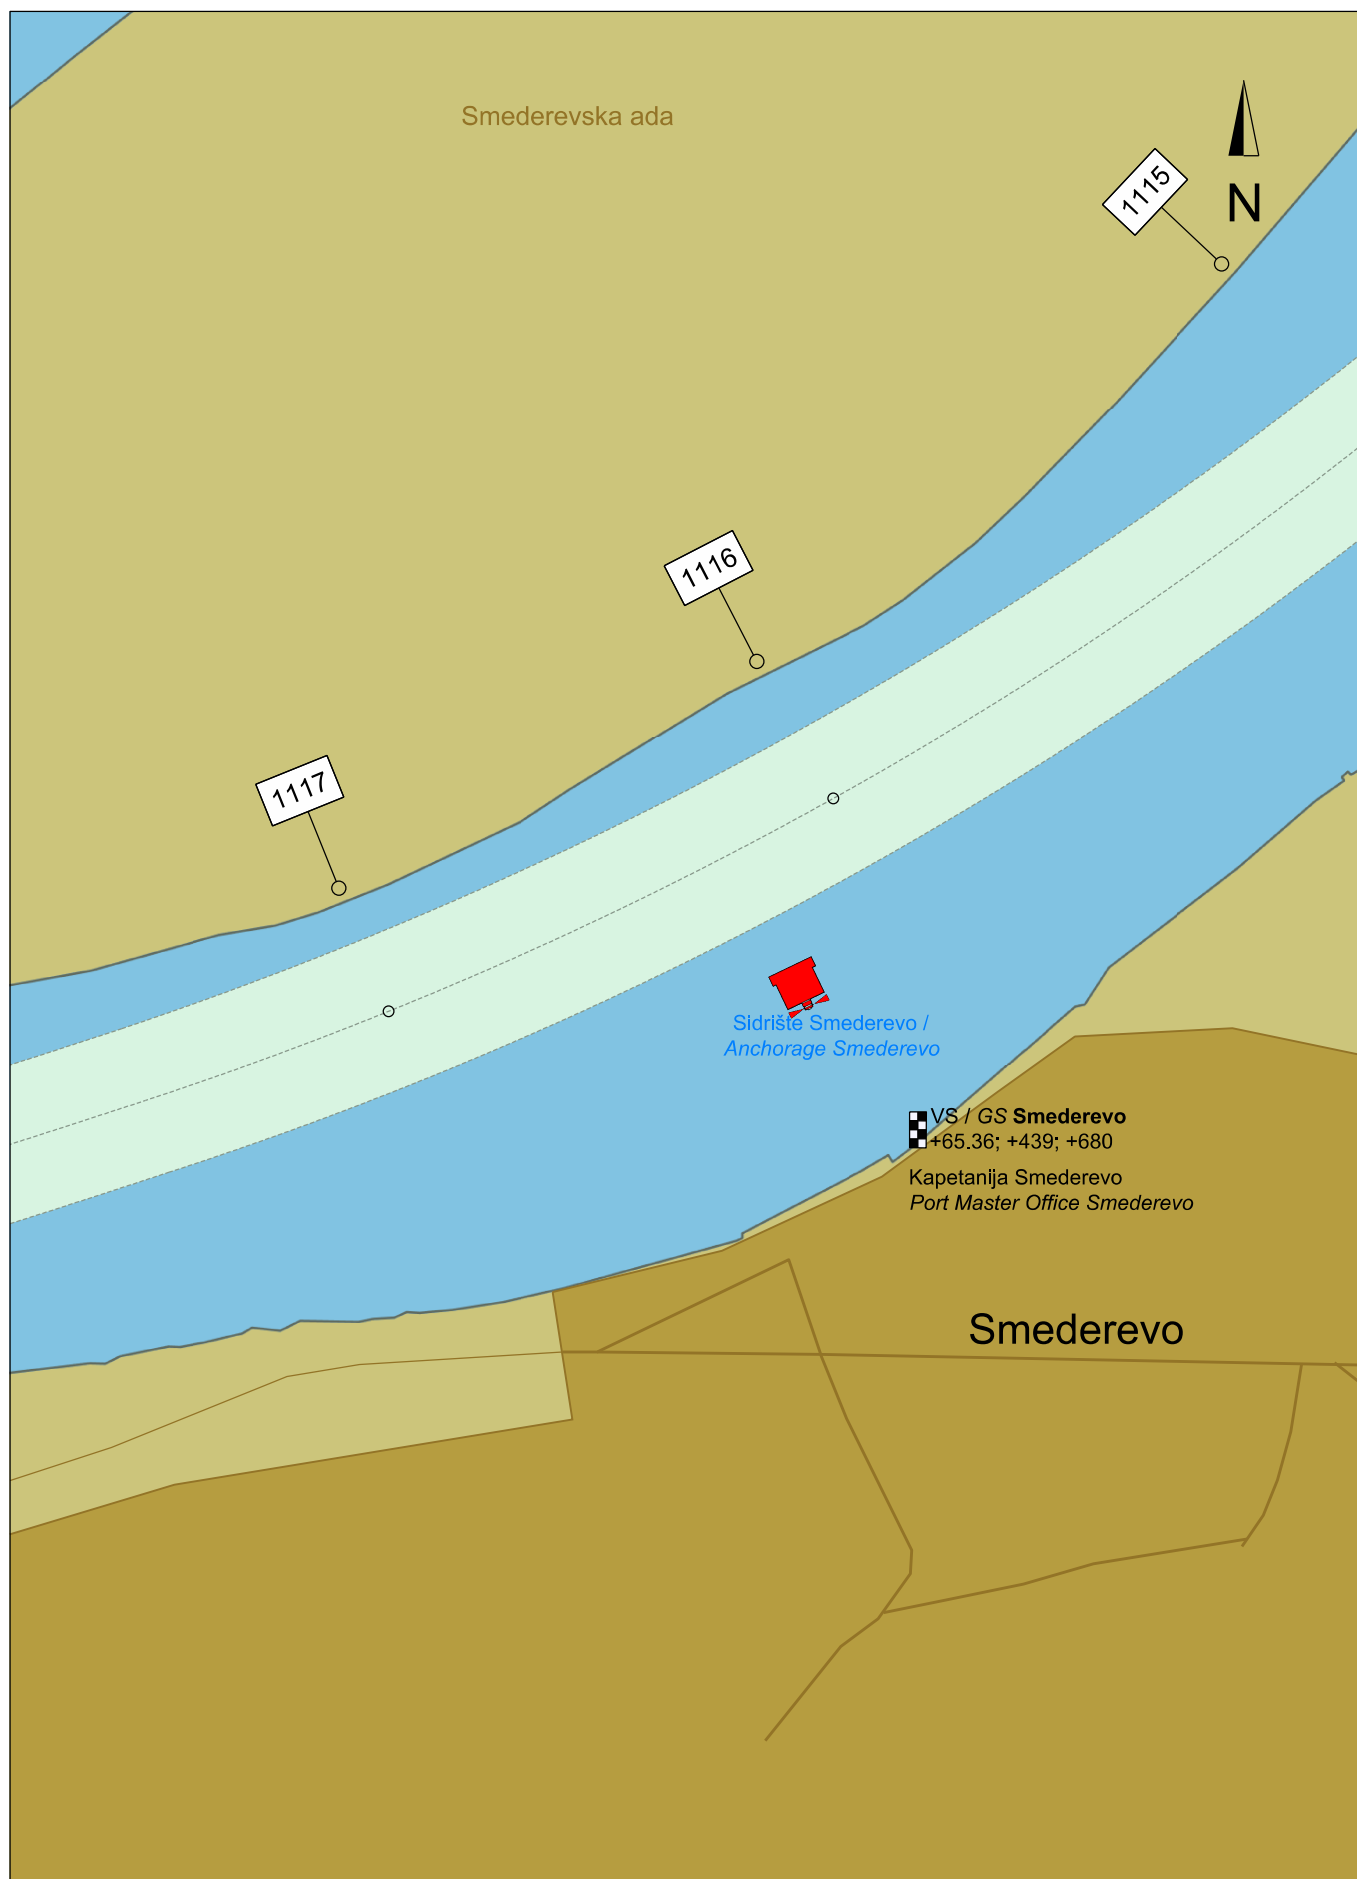 Smederevska ada
1115
N
1116
1117
Sidrište Smederevo /
Anchorage Smederevo
VS / GS Smederevo
+65.36; +439; +680
Kapetanija Smederevo
Port Master Office Smederevo
Smederevo